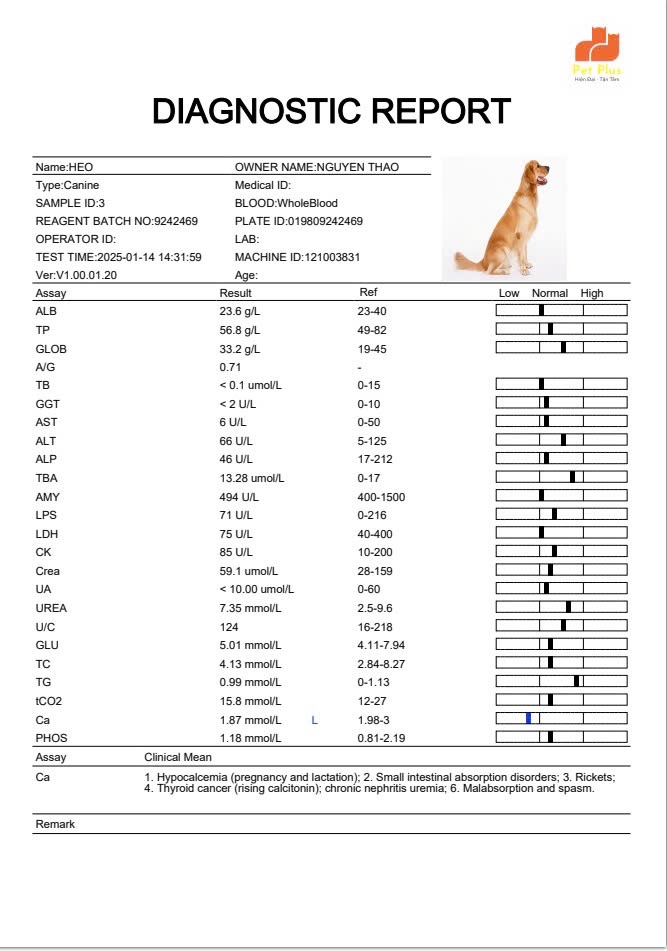 Pet Plus
Hiện Đại - Tận Tâm
DIAGNOSTIC REPORT
Name:HEO OWNER NAME:NGUYEN THAO
Type:Canine Medical ID:
SAMPLE ID:3 BLOOD:WholeBlood
REAGENT BATCH NO:9242469 PLATE ID:019809242469
OPERATOR ID: LAB:
TEST TIME:2025-01-14 14:31:59 MACHINE ID:121003831
Ver:V1.00.01.20 Age:
Assay Result Ref Low Normal High
ALB 23.6 g/L 23-40
TP 56.8 g/L 49-82
GLOB 33.2 g/L 19-45
A/G 0.71 -
TB < 0.1 umol/L 0-15
GGT < 2 U/L 0-10
AST 6 U/L 0-50
ALT 66 U/L 5-125
ALP 46 U/L 17-212
TBA 13.28 umol/L 0-17
AMY 494 U/L 400-1500
LPS 71 U/L 0-216
LDH 75 U/L 40-400
CK 85 U/L 10-200
Crea 59.1 umol/L 28-159
UA < 10.00 umol/L 0-60
UREA 7.35 mmol/L 2.5-9.6
U/C 124 16-218
GLU 5.01 mmol/L 4.11-7.94
TC 4.13 mmol/L 2.84-8.27
TG 0.99 mmol/L 0-1.13
tCO2 15.8 mmol/L 12-27
Ca 1.87 mmol/L L 1.98-3
PHOS 1.18 mmol/L 0.81-2.19
Assay Clinical Mean
Ca 1. Hypocalcemia (pregnancy and lactation); 2. Small intestinal absorption disorders; 3. Rickets;
4. Thyroid cancer (rising calcitonin); chronic nephritis uremia; 6. Malabsorption and spasm.
Remark